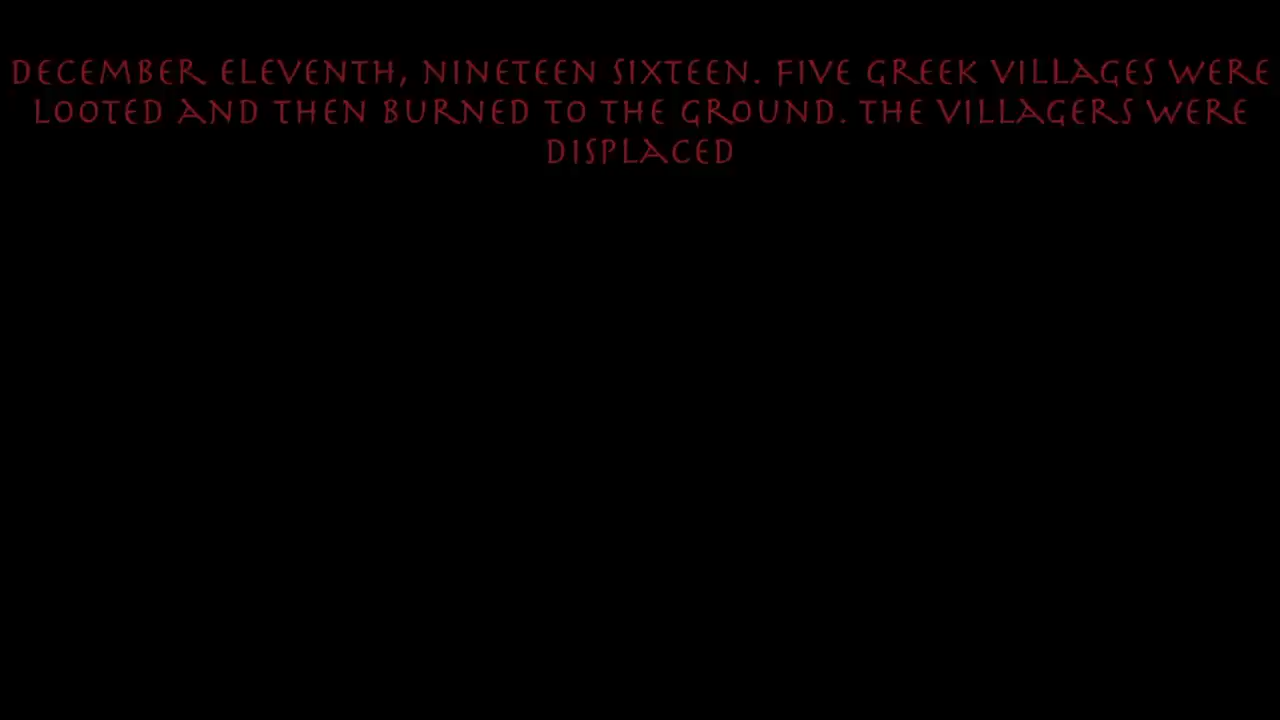 DECEMBER ELEVENTH, NINETEEN SIXTEEN. FIVE GREEK VILLAGES WERE
LOOTED AND THEN BURNED TO THE GROUND. THE VILLAGERS WERE
DISPLACED